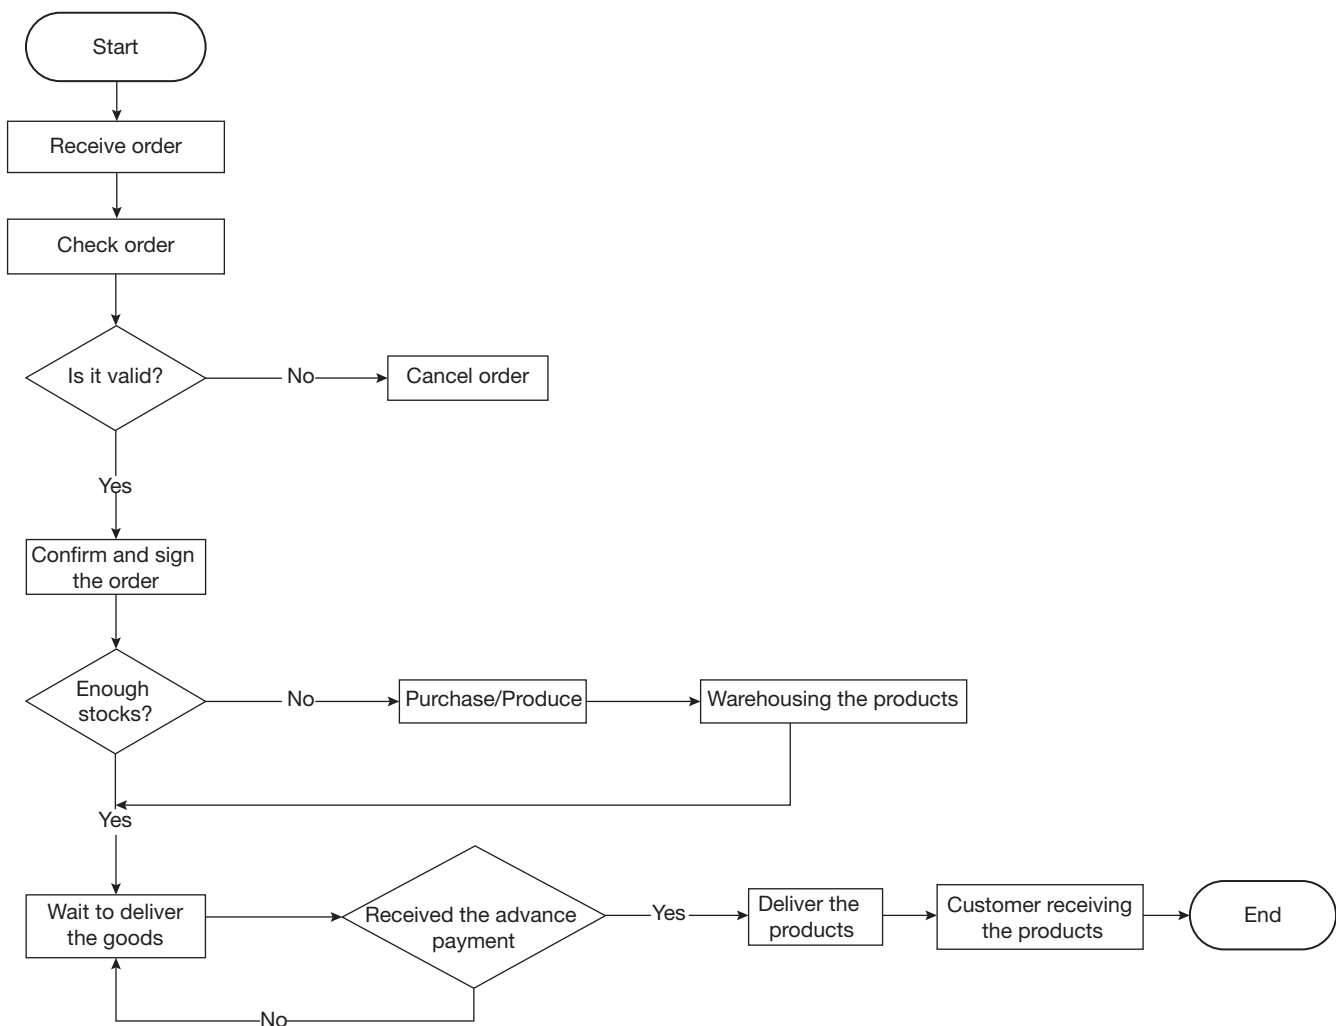 Start
Receive order
Check order
Is it valid?
No
Cancel order
Yes
Confirm and sign
the order
Enough
stocks?
No
Purchase/Produce
Warehousing the products
Yes
Wait to deliver
the goods
Received the advance
payment
Yes
Deliver the
products
Customer receiving
the products
End
No